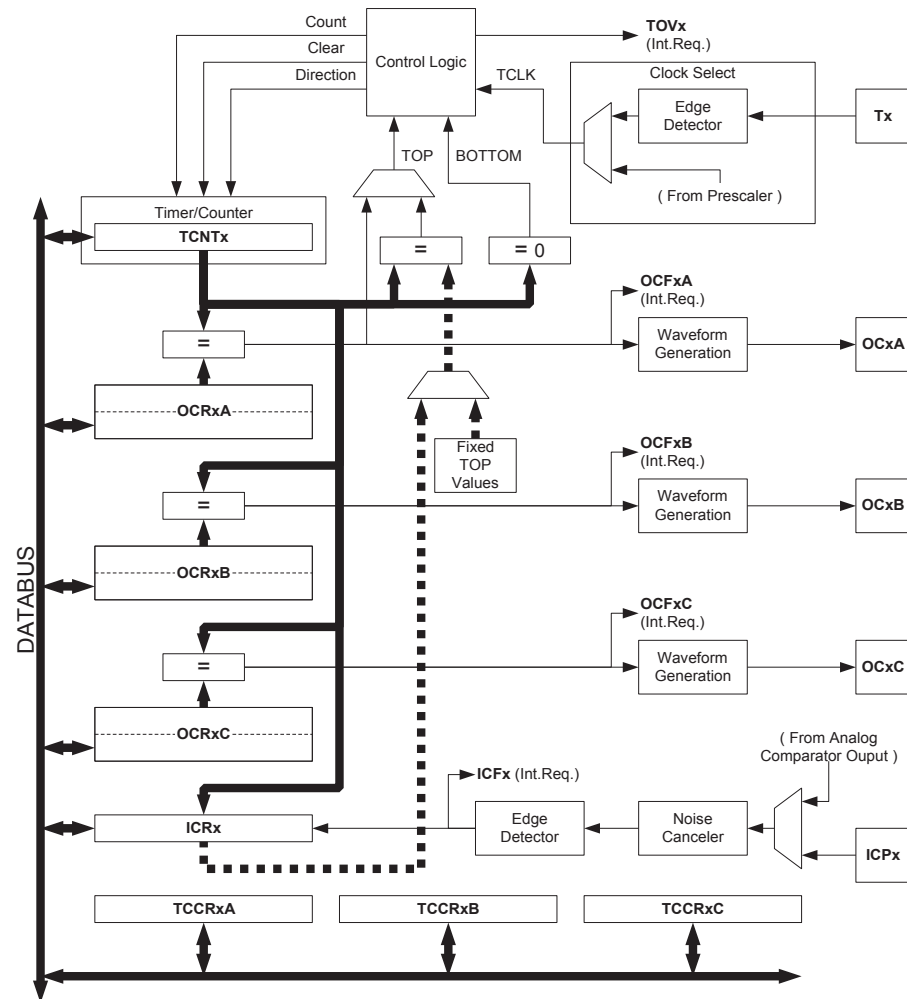 Count
Clear
Direction
Control Logic
TOVx
(Int.Req.)
TCLK
Clock Select
Edge
Detector
Tx
( From Prescaler )
TOP
BOTTOM
Timer/Counter
TCNTx
=
= 0
OCFxA
(Int.Req.)
=
Waveform
Generation
OCxA
OCRxA
Fixed
TOP
Values
OCFxB
(Int.Req.)
=
Waveform
Generation
OCxB
OCRxB
DATABUS
OCFxC
(Int.Req.)
=
Waveform
Generation
OCxC
OCRxC
( From Analog
Comparator Ouput )
ICFx (Int.Req.)
ICRx
Edge
Detector
Noise
Canceler
ICPx
TCCRxA
TCCRxB
TCCRxC